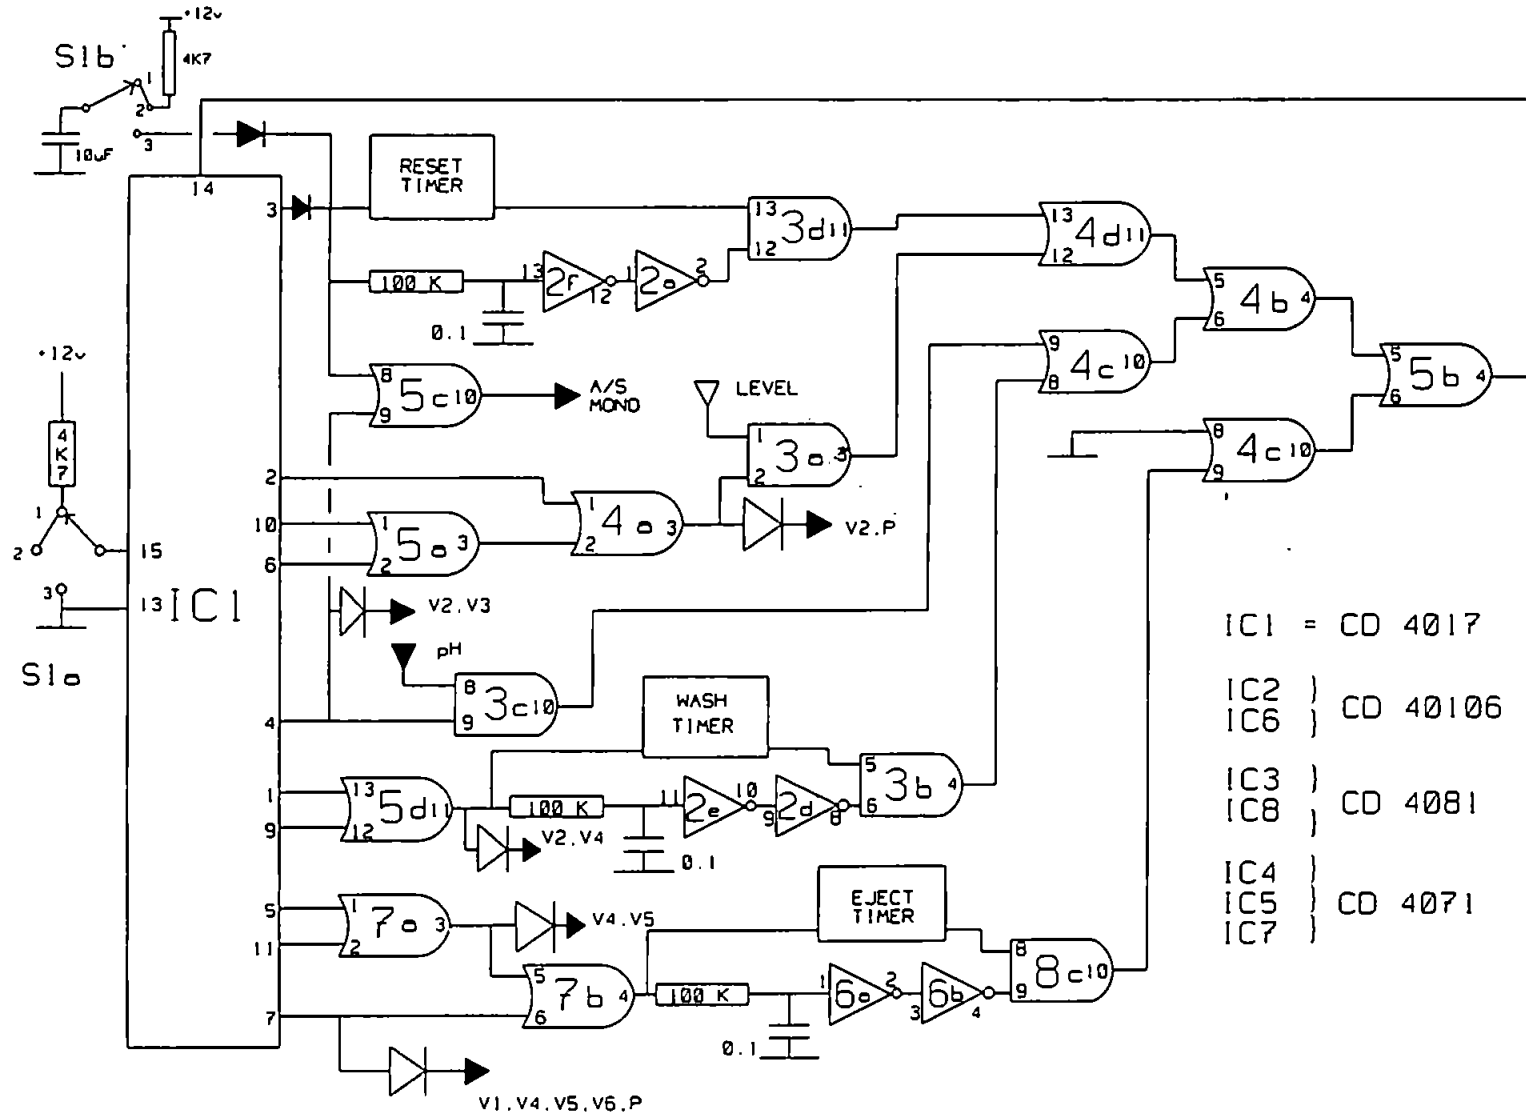 +12v
S1b
4K7
1
2
3
10uF
14
RESET
TIMER
3
13
3d11
12
13
4d11
12
13
2f
12
1
2a
2
100 K
0.1
5
4b 4
6
+12v
8
5c10
9
A/S
MONO
LEVEL
9
4c10
8
5
5b 4
6
4K7
1
3a 3
2
8
4c10
9
2
1
4a 3
2
V2.P
10
1
5a 3
2
6
1
2
3
15
13
IC1
V2.V3
S1a
pH
8
3c10
9
4
WASH
TIMER
IC1 = CD 4017
IC2 )
IC6 )
CD 40106
1
13
5d11
12
9
100 K
11
2e
10
9
2d
8
5
3b 4
6
V2.V4
0.1
IC3 )
IC8 )
CD 4081
5
1
7a 3
2
11
V4.V5
EJECT
TIMER
IC4 )
IC5 )
IC7 )
CD 4071
5
7b 4
6
7
100 K
1
6a
2
3
6b
4
8
8c10
9
0.1
V1.V4.V5.V6.P